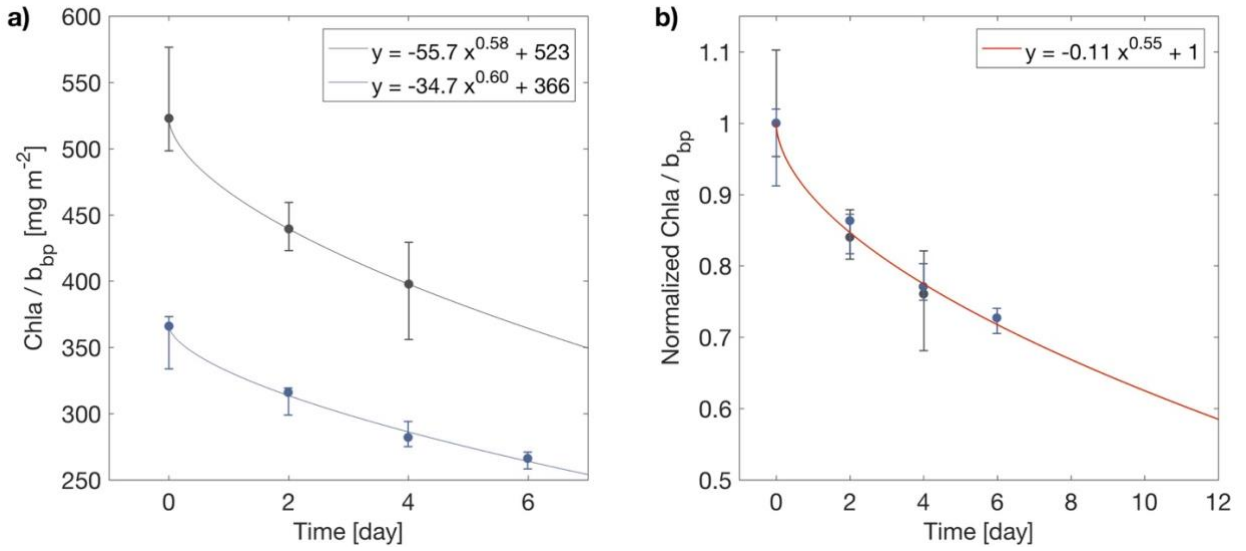 a)
y = -55.7 x^0.58 + 523
y = -34.7 x^0.60 + 366
Chla / b_bp [mg m^-2]
600
550
500
450
400
350
300
250
0 2 4 6
Time [day]
b)
y = -0.11 x^0.55 + 1
Normalized Chla / b_bp
1.1
1
0.9
0.8
0.7
0.6
0.5
0 2 4 6 8 10 12
Time [day]